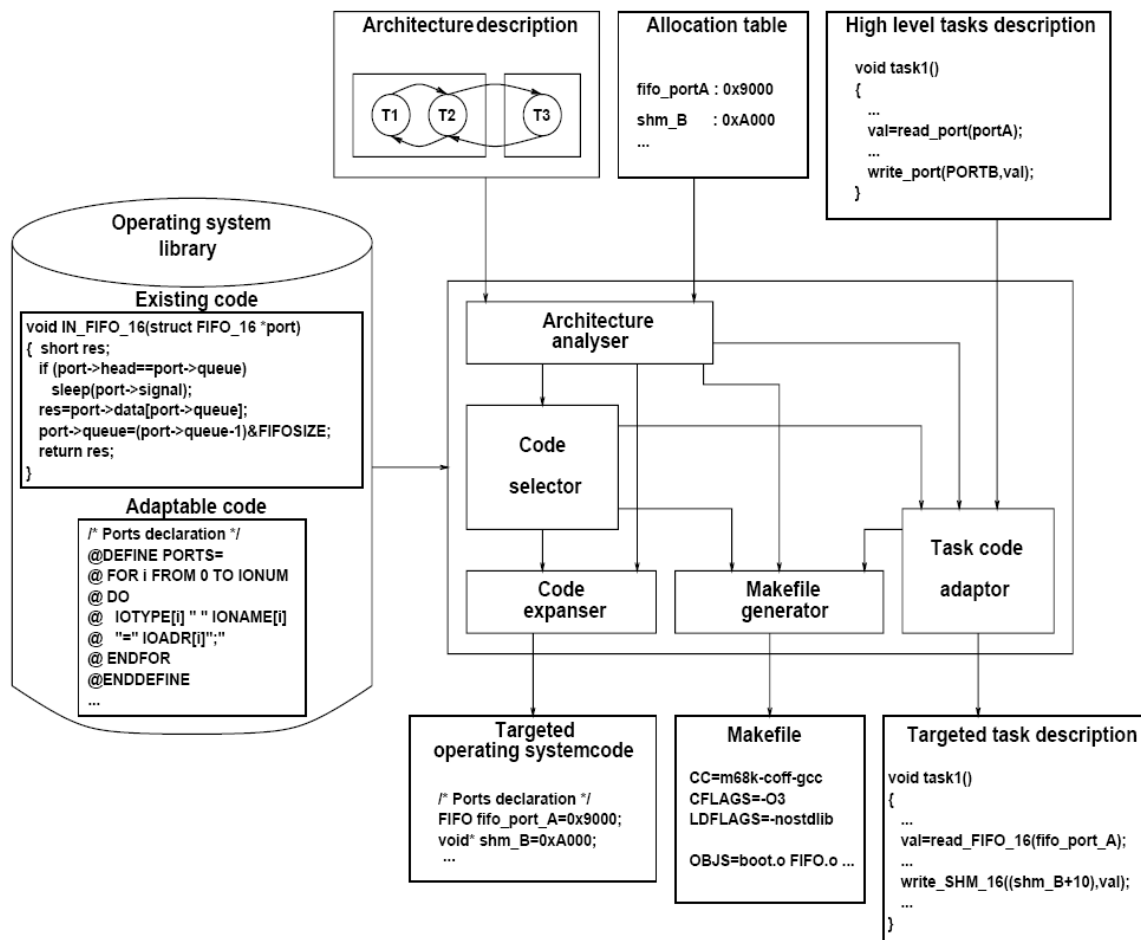 Architecture description
T1
T2
T3
Allocation table
fifo_portA : 0x9000
shm_B : 0xA000
...
High level tasks description
void task1()
{
...
val=read_port(portA);
...
write_port(PORTB,val);
}
Operating system
library
Existing code
void IN_FIFO_16(struct FIFO_16 *port)
{ short res;
if (port->head==port->queue)
sleep(port->signal);
res=port->data[port->queue];
port->queue=(port->queue-1)&FIFOSIZE;
return res;
}
Adaptable code
/* Ports declaration */
@DEFINE PORTS=
@ FOR i FROM 0 TO IONUM
@ DO
@ IOTYPE[i] " " IONAME[i]
@ "=" IOADR[i]";"
@ ENDFOR
@ENDDEFINE
...
Architecture
analyser
Code
selector
Code
expanser
Makefile
generator
Task code
adaptor
Targeted
operating systemcode
/* Ports declaration */
FIFO fifo_port_A=0x9000;
void* shm_B=0xA000;
...
Makefile
CC=m68k-coff-gcc
CFLAGS=-O3
LDFLAGS=-nostdlib
OBJS=boot.o FIFO.o ...
Targeted task description
void task1()
{
...
val=read_FIFO_16(fifo_port_A);
...
write_SHM_16((shm_B+10),val);
...
}